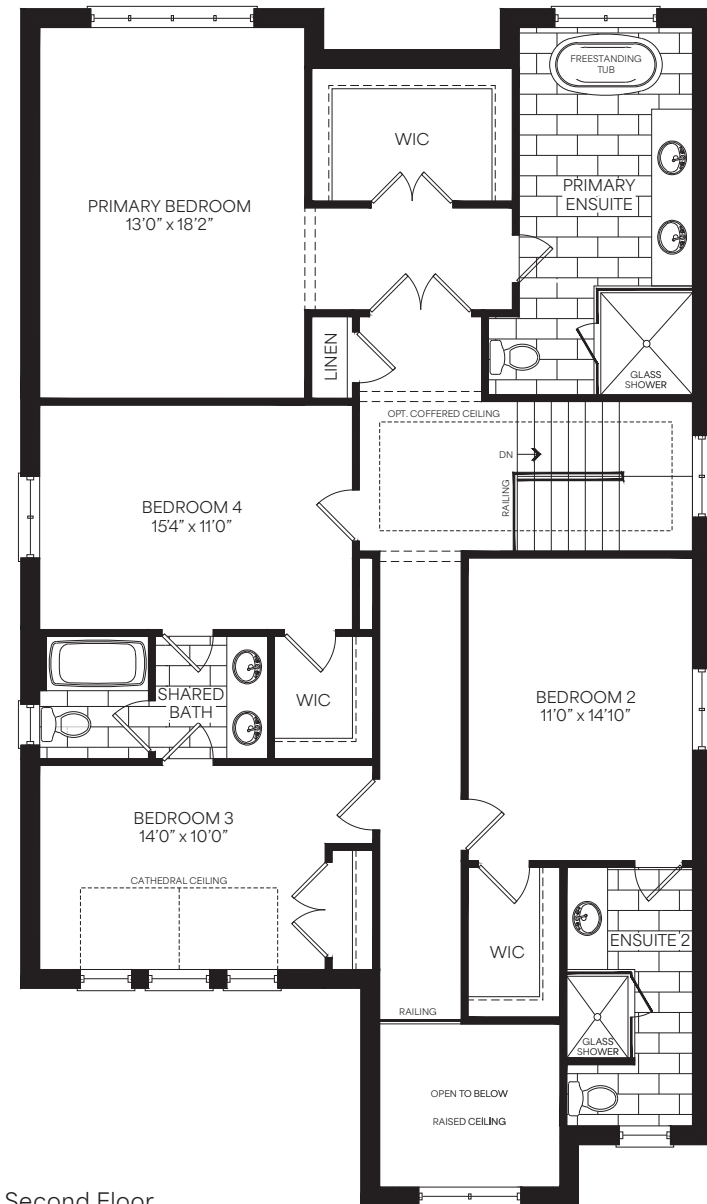 FREESTANDING
TUB
WIC
PRIMARY BEDROOM
13'0" x 18'2"
PRIMARY
ENSUITE
LINEN
GLASS
SHOWER
OPT. COFFERED CEILING
DN
RAILING
BEDROOM 4
15'4" x 11'0"
SHARED
BATH
WIC
BEDROOM 2
11'0" x 14'10"
BEDROOM 3
14'0" x 10'0"
CATHEDRAL CEILING
WIC
ENSUITE 2
RAILING
GLASS
SHOWER
OPEN TO BELOW
RAISED CEILING
Second Floor